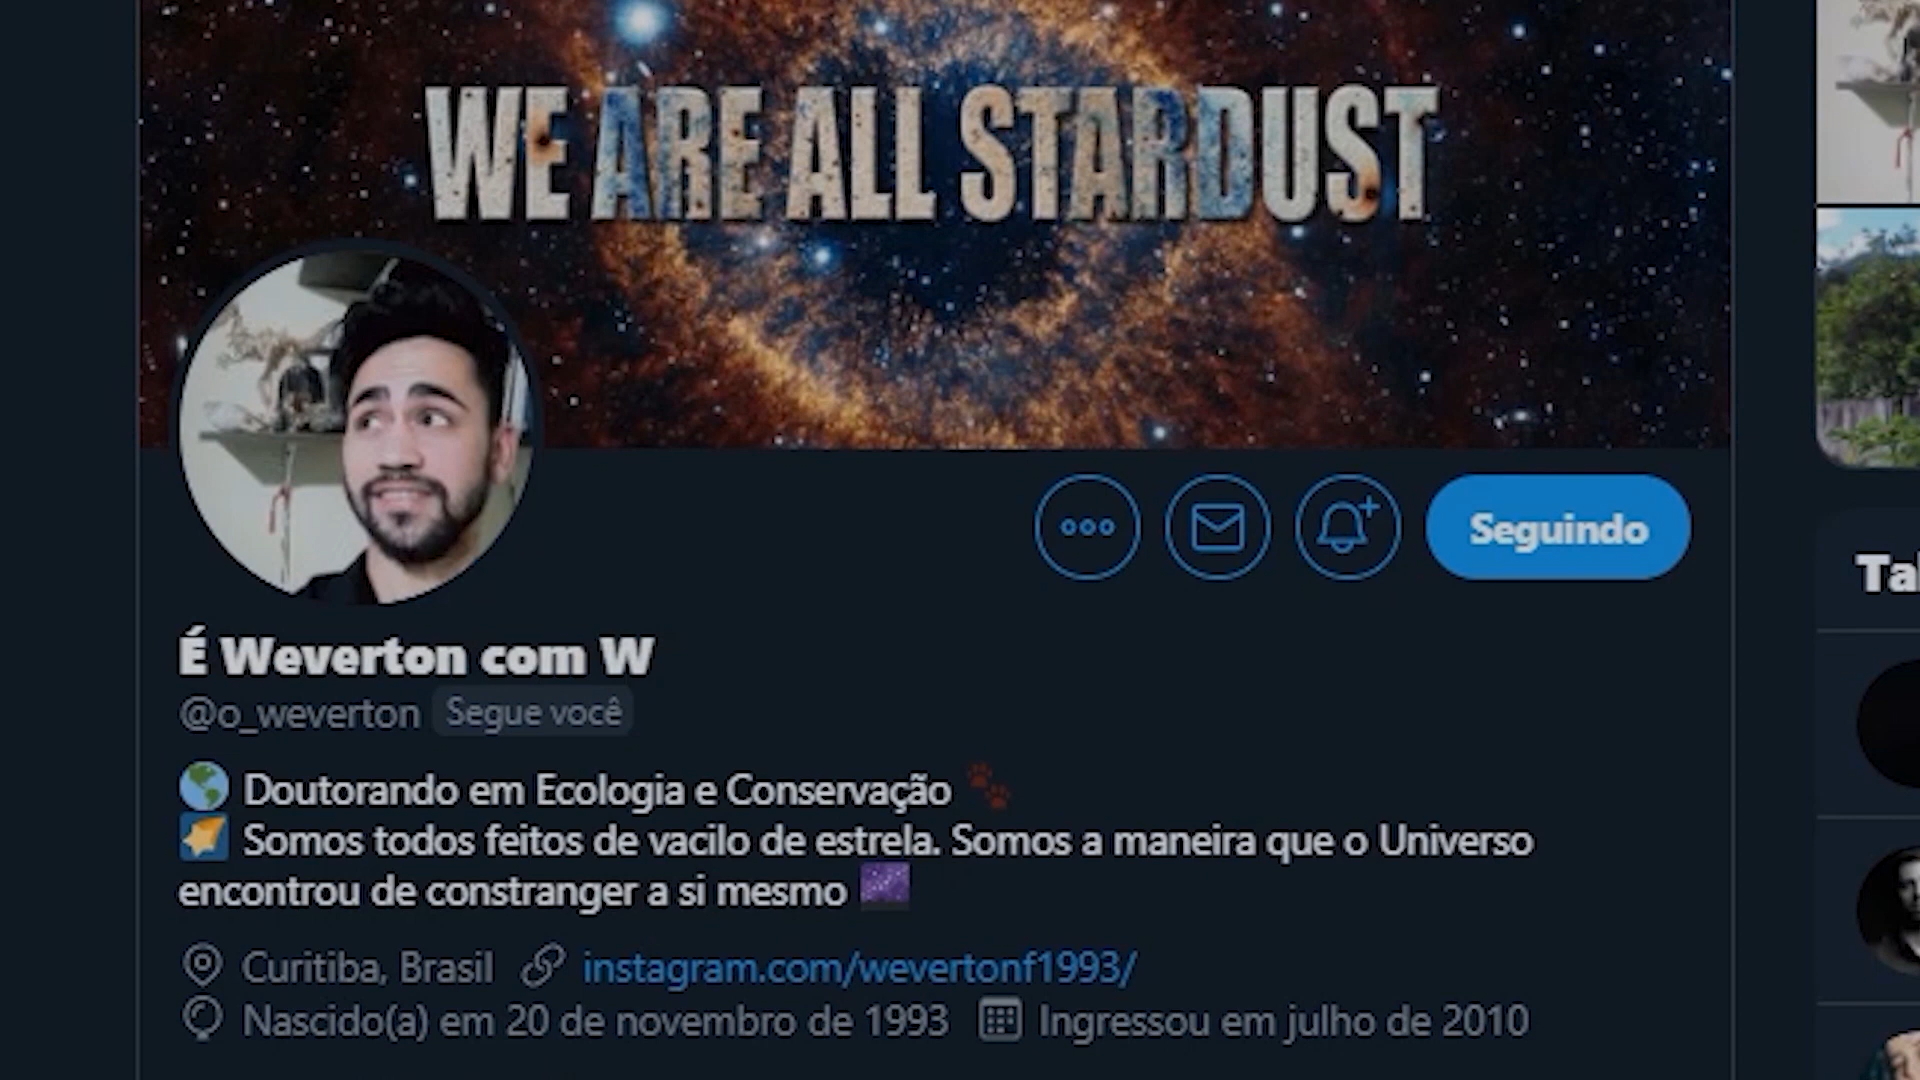 WE ARE ALL STARDUST
Seguindo
É Weverton com W
@o_weverton Segue você
Doutorando em Ecologia e Conservação
Somos todos feitos de vacilo de estrela. Somos a maneira que o Universo
encontrou de constranger a si mesmo
Curitiba, Brasil instagram.com/wevertonf1993/
Nascido(a) em 20 de novembro de 1993 Ingressou em julho de 2010